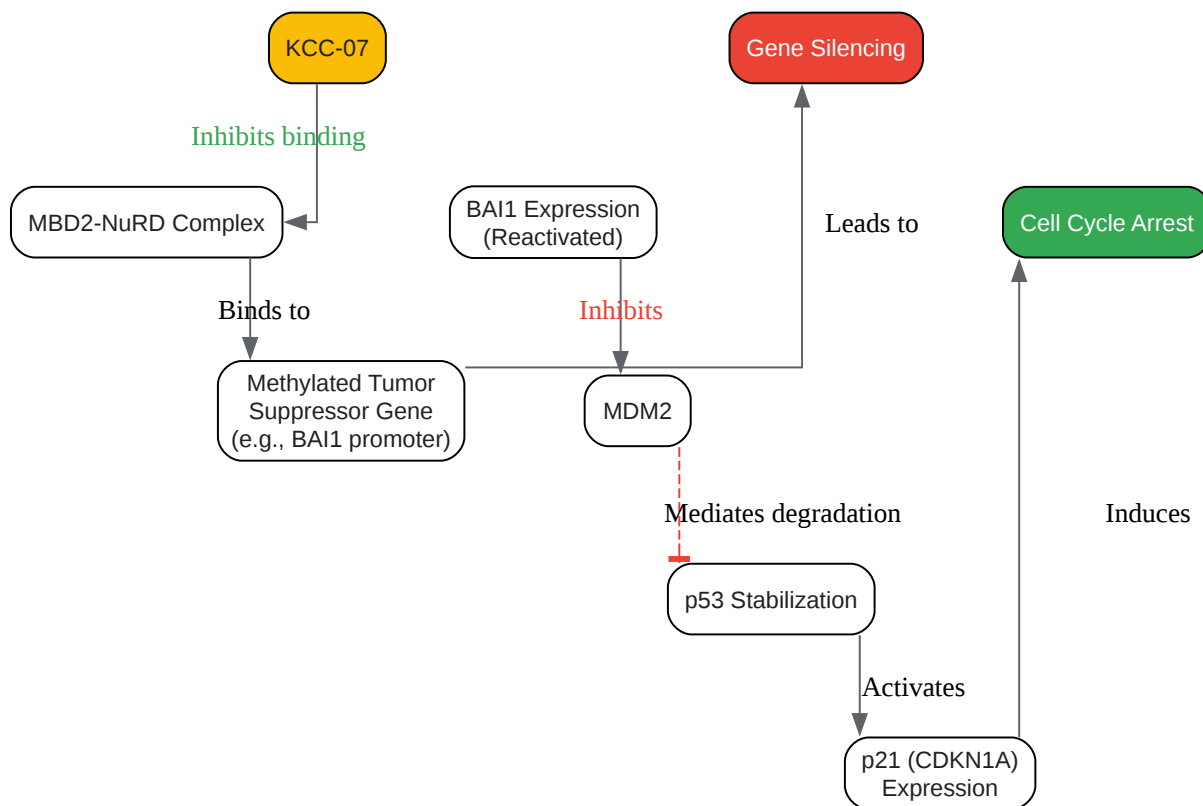 KCC-07
Gene Silencing
Inhibits binding
MBD2-NuRD Complex
BAI1 Expression
(Reactivated)
Leads to
Cell Cycle Arrest
Binds to
Inhibits
Methylated Tumor
Suppressor Gene
(e.g., BAI1 promoter)
MDM2
Mediates degradation
Induces
p53 Stabilization
Activates
p21 (CDKN1A)
Expression